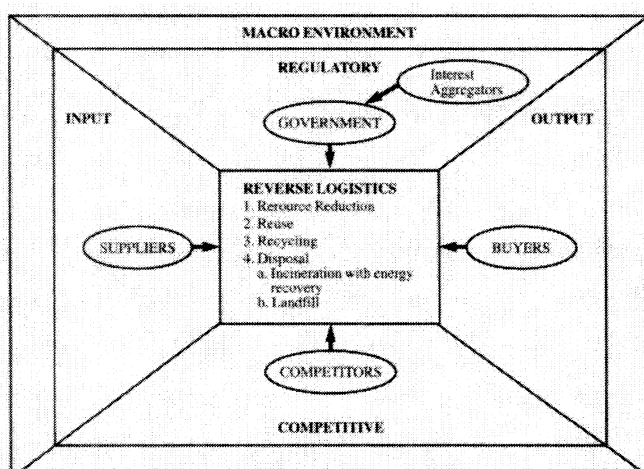 MACRO ENVIRONMENT
REGULATORY
Interest
Aggregators
INPUT
GOVERNMENT
OUTPUT
REVERSE LOGISTICS
1. Rerource Reduction
2. Reuse
3. Recycling
4. Disposal
a. Incineration with energy
recovery
b. Landfill
SUPPLIERS
BUYERS
COMPETITORS
COMPETITIVE